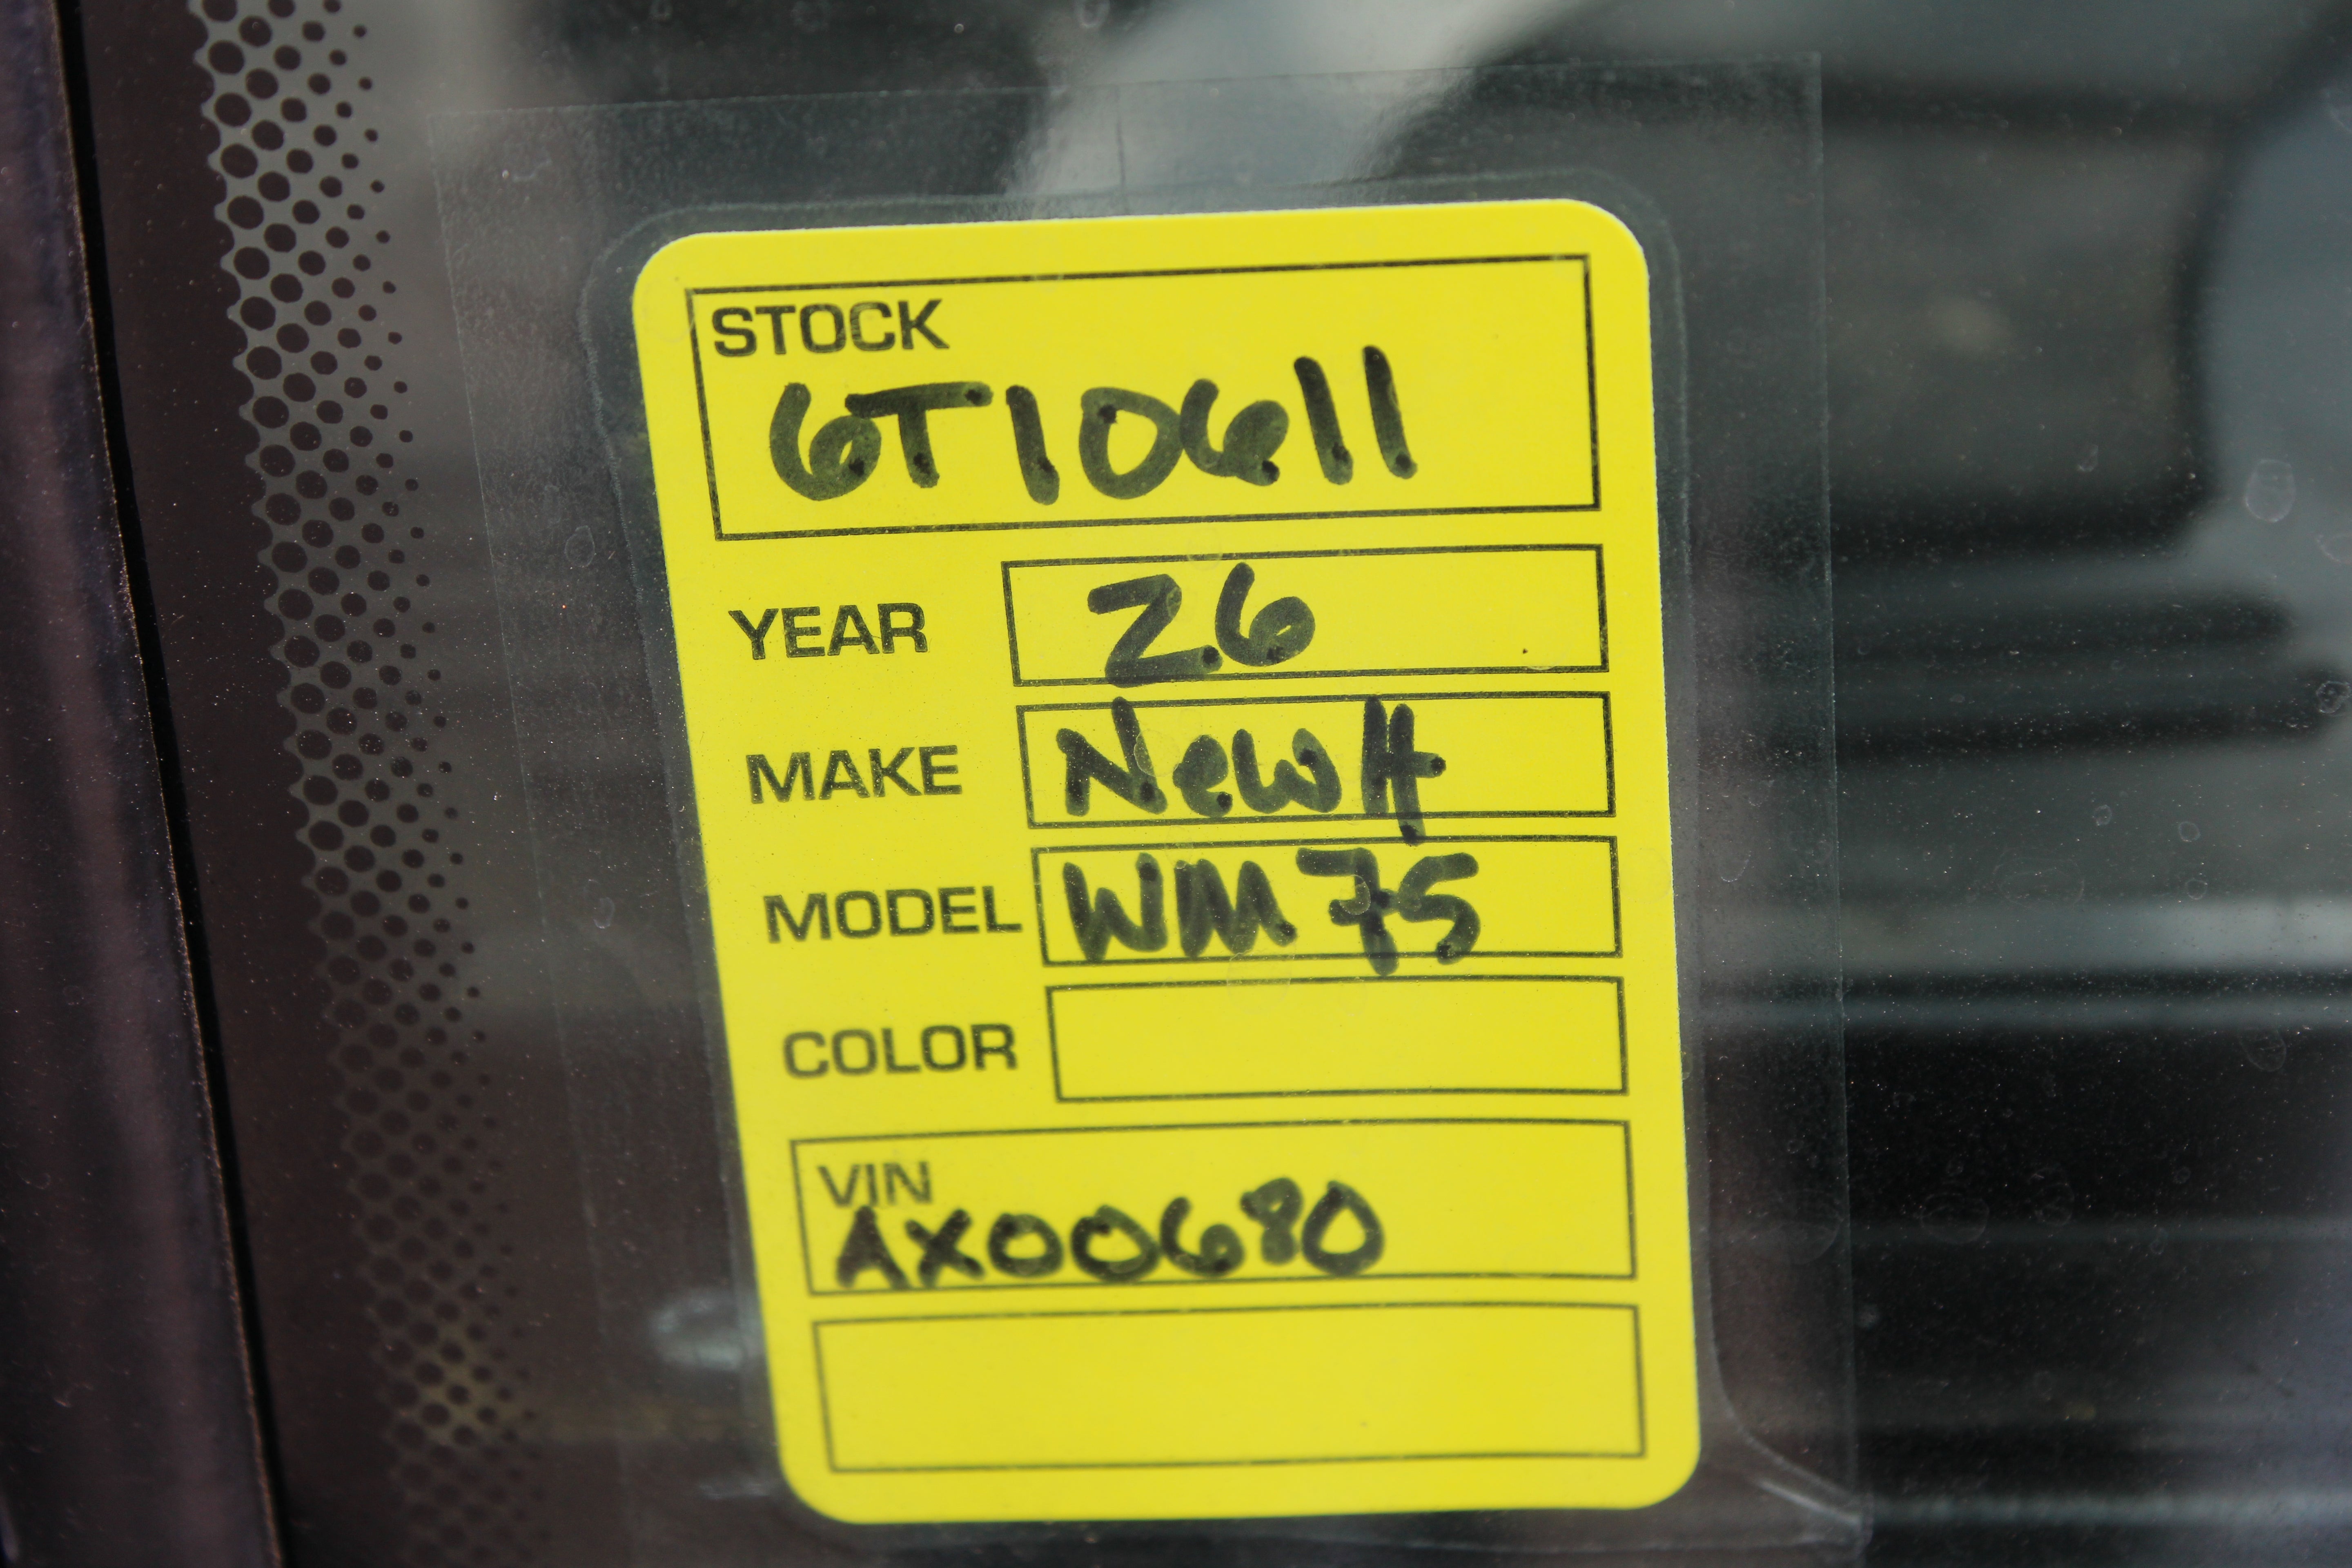 STOCK
6T10611
YEAR 26
MAKE NewH
MODEL WM75
COLOR
VIN
AX00680